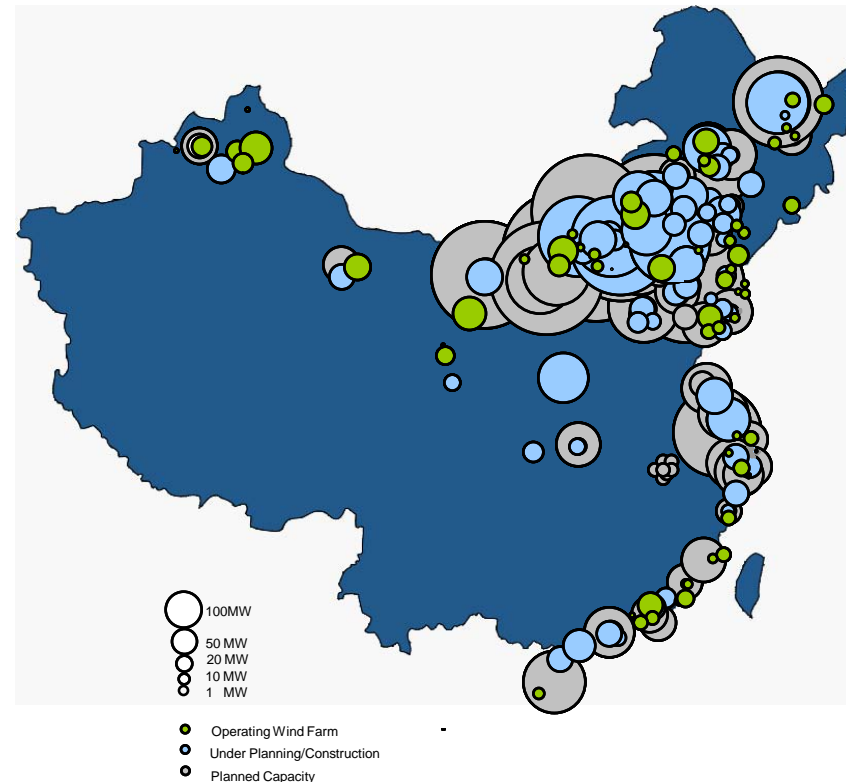 100MW
50 MW
20 MW
10 MW
1 MW
Operating Wind Farm
-
Under Planning/Construction
Planned Capacity